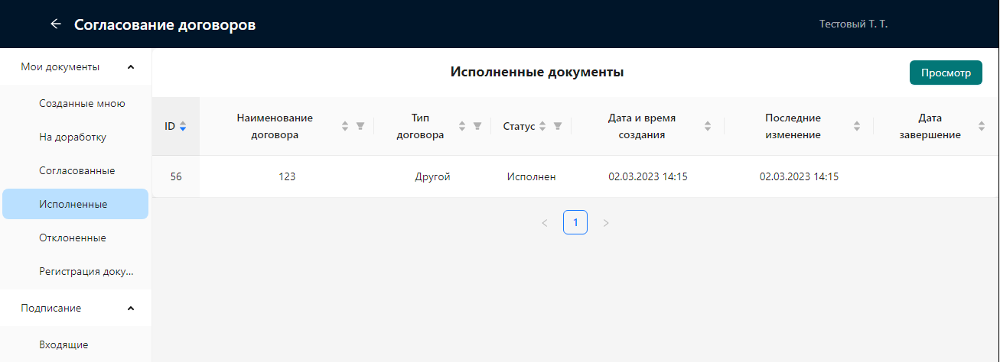 Согласование договоров
Тестовый Т. Т.
Мои документы
Созданные мною
На доработку
Согласованные
Исполненные
Отклоненные
Регистрация доку...
Подписание
Входящие
Исполненные документы
Просмотр
ID
Наименование
договора
Тип
договора
Статус
Дата и время
создания
Последние
изменение
Дата
завершение
56 123 Другой Исполнен 02.03.2023 14:15 02.03.2023 14:15
< 1 >